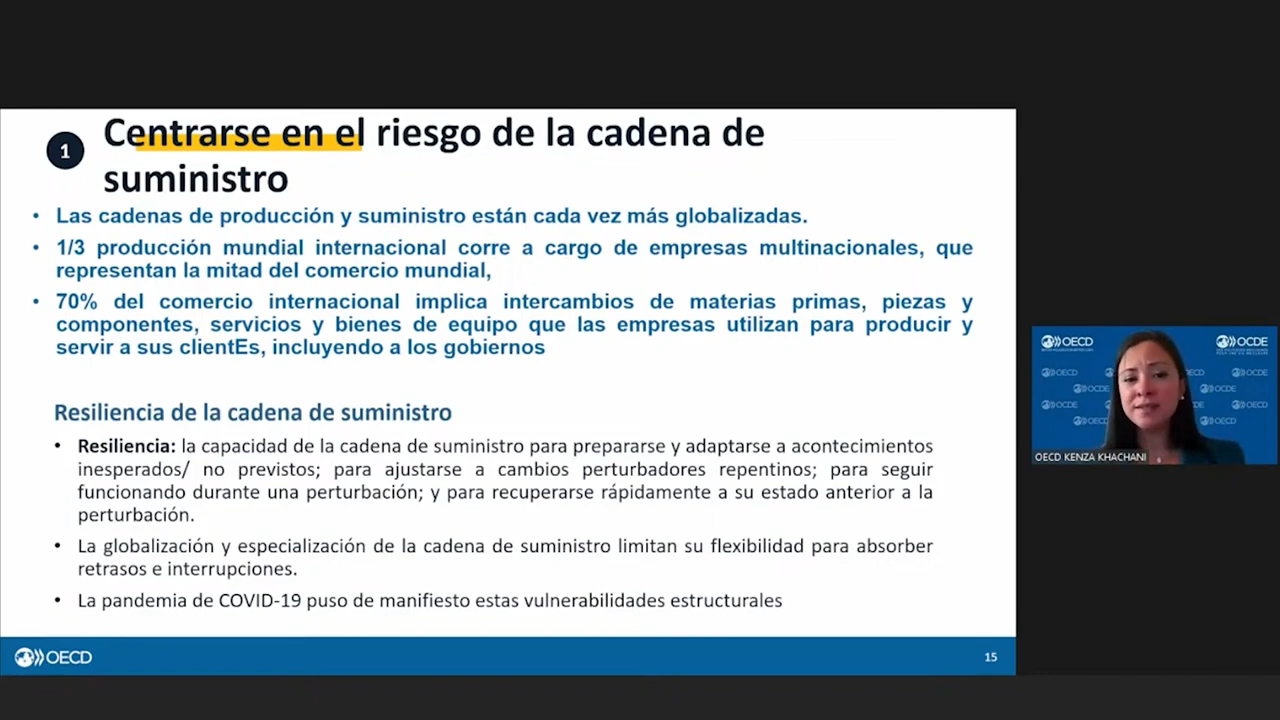 1
Centrarse en el riesgo de la cadena de
suministro
• Las cadenas de producción y suministro están cada vez más globalizadas.
• 1/3 producción mundial internacional corre a cargo de empresas multinacionales, que
representan la mitad del comercio mundial,
• 70% del comercio internacional implica intercambios de materias primas, piezas y
componentes, servicios y bienes de equipo que las empresas utilizan para producir y
servir a sus clientEs, incluyendo a los gobiernos
Resiliencia de la cadena de suministro
• Resiliencia: la capacidad de la cadena de suministro para prepararse y adaptarse a acontecimientos
inesperados/ no previstos; para ajustarse a cambios perturbadores repentinos; para seguir
funcionando durante una perturbación; y para recuperarse rápidamente a su estado anterior a la
perturbación.
• La globalización y especialización de la cadena de suministro limitan su flexibilidad para absorber
retrasos e interrupciones.
• La pandemia de COVID-19 puso de manifiesto estas vulnerabilidades estructurales
OECD
15
OECD OCDE
OECD ECD OCDE
OECD OCDE
OECD OECD
OECD KENZA KHACHANI